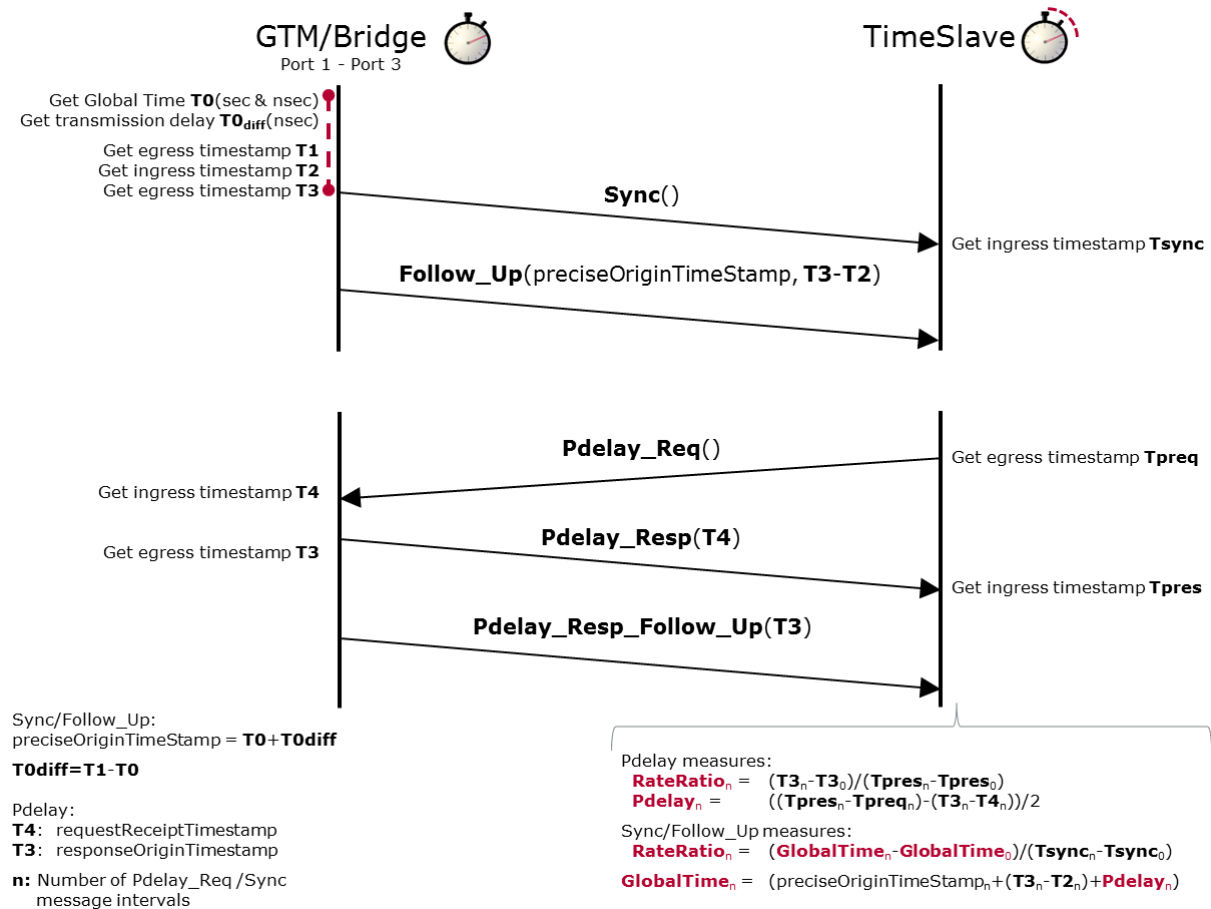 GTM/Bridge
Port 1 - Port 3
TimeSlave
Get Global Time T0(sec & nsec)
Get transmission delay T0diff(nsec)
Get egress timestamp T1
Get ingress timestamp T2
Get egress timestamp T3
Sync()
Get ingress timestamp Tsync
Follow_Up(preciseOriginTimeStamp, T3-T2)
Pdelay_Req()
Get egress timestamp Tpreq
Get ingress timestamp T4
Pdelay_Resp(T4)
Get egress timestamp T3
Get ingress timestamp Tpres
Pdelay_Resp_Follow_Up(T3)
Sync/Follow_Up:
preciseOriginTimeStamp = T0+T0diff
T0diff=T1-T0
Pdelay:
T4: requestReceiptTimestamp
T3: responseOriginTimestamp
n: Number of Pdelay_Req /Sync
message intervals
Pdelay measures:
RateRation = (T3n-T30)/(Tpresn-Tpres0)
Pdelayn = ((Tpresn-Tpreqn)-(T3n-T4n))/2
Sync/Follow_Up measures:
RateRation = (GlobalTimen-GlobalTime0)/(Tsyncn-Tsync0)
GlobalTimen = (preciseOriginTimeStampn+(T3n-T2n)+Pdelayn)